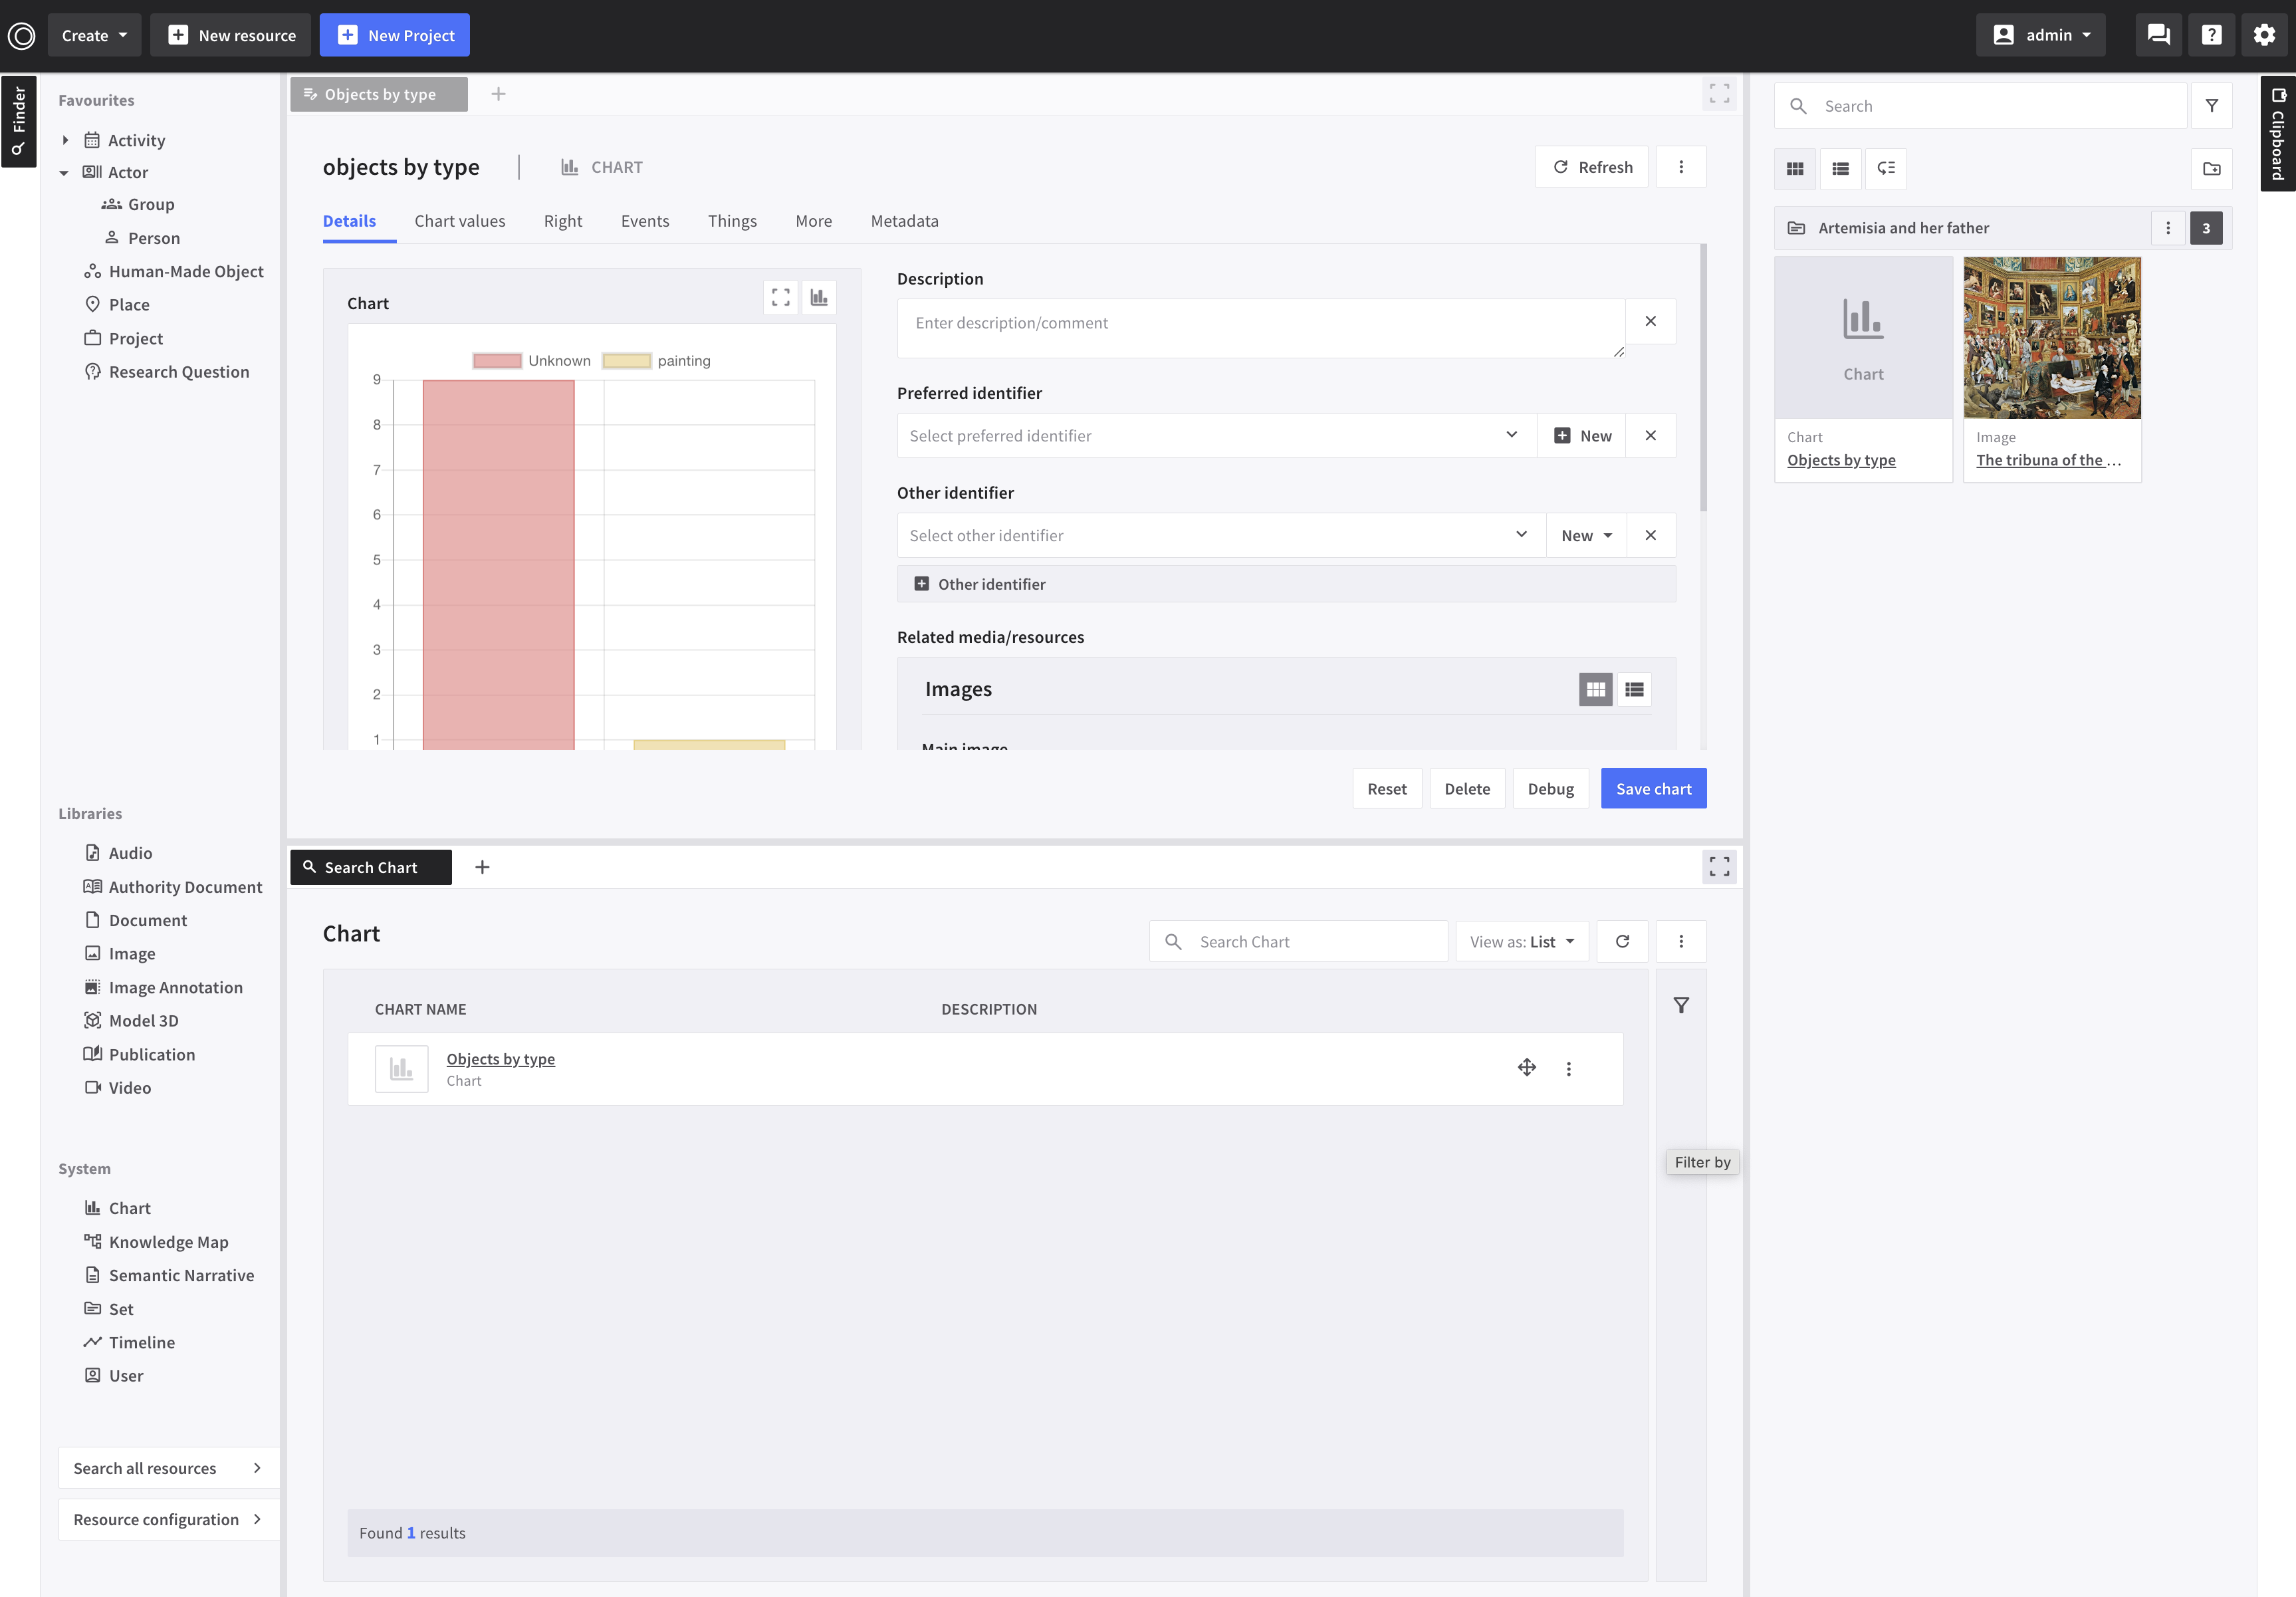 Create
New resource
New Project
admin
Finder
Favourites
Activity
Actor
Group
Person
Human-Made Object
Place
Project
Research Question
Libraries
Audio
Authority Document
Document
Image
Image Annotation
Model 3D
Publication
Video
System
Chart
Knowledge Map
Semantic Narrative
Set
Timeline
User
Search all resources
Resource configuration
Objects by type
objects by type
CHART
Refresh
Details Chart values Right Events Things More Metadata
Chart
Unknown painting
9
8
7
6
5
4
3
2
1
Description
Enter description/comment
Preferred identifier
Select preferred identifier
New
Other identifier
Select other identifier
New
Other identifier
Related media/resources
Images
Main image
Reset Delete Debug Save chart
Search Chart
Chart
Search Chart
View as: List
CHART NAME DESCRIPTION
Objects by type
Chart
Filter by
Found 1 results
Search
Artemisia and her father
3
Chart
Chart
Objects by type
Image
The tribuna of the ...
Clipboard